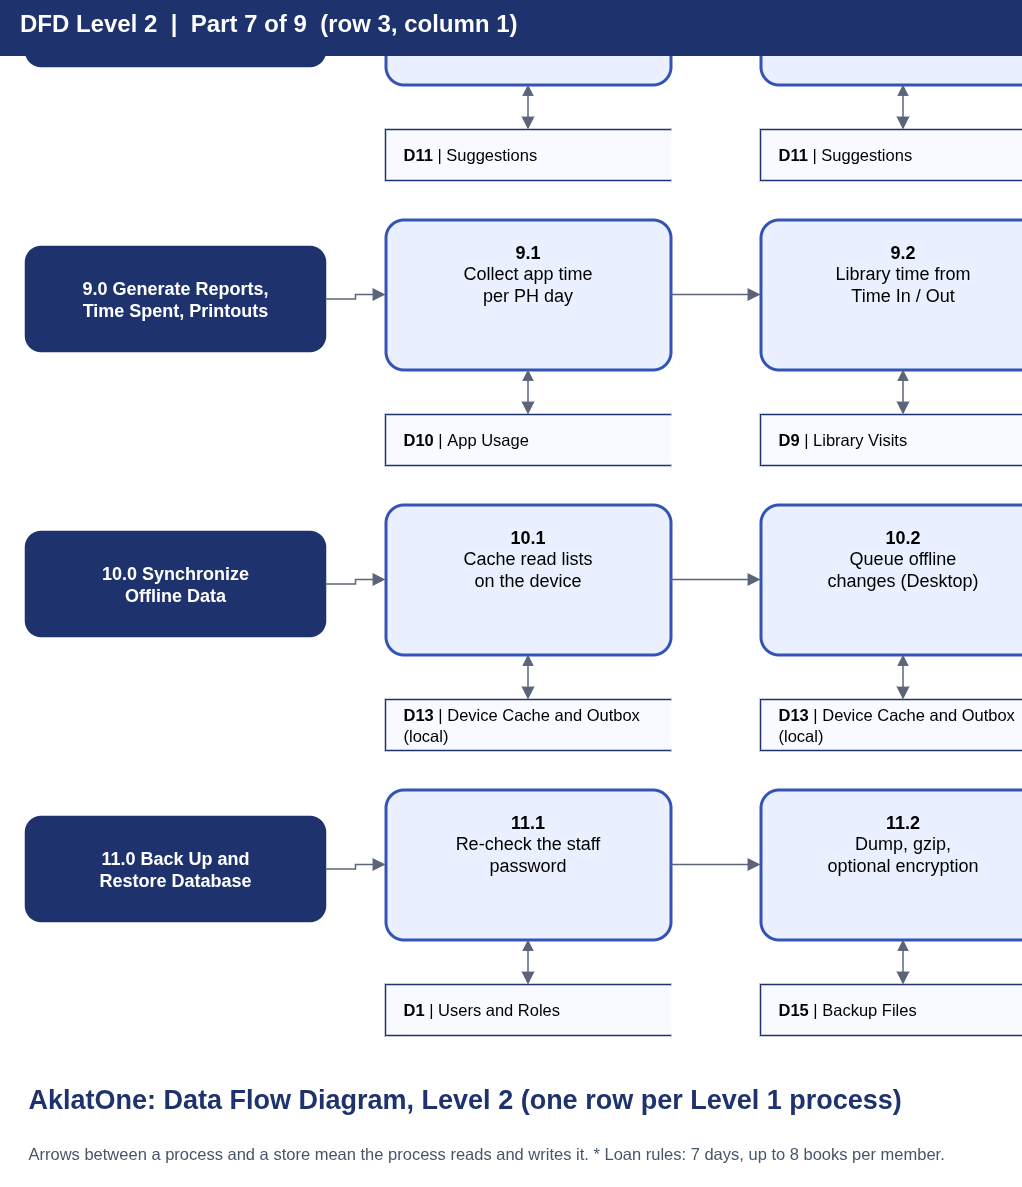 DFD Level 2 | Part 7 of 9 (row 3, column 1)
D11 | Suggestions
D11 | Suggestions
9.0 Generate Reports,
Time Spent, Printouts
9.1
Collect app time
per PH day
9.2
Library time from
Time In / Out
D10 | App Usage
D9 | Library Visits
10.0 Synchronize
Offline Data
10.1
Cache read lists
on the device
10.2
Queue offline
changes (Desktop)
D13 | Device Cache and Outbox
(local)
D13 | Device Cache and Outbox
(local)
11.0 Back Up and
Restore Database
11.1
Re-check the staff
password
11.2
Dump, gzip,
optional encryption
D1 | Users and Roles
D15 | Backup Files
AklatOne: Data Flow Diagram, Level 2 (one row per Level 1 process)
Arrows between a process and a store mean the process reads and writes it. * Loan rules: 7 days, up to 8 books per member.